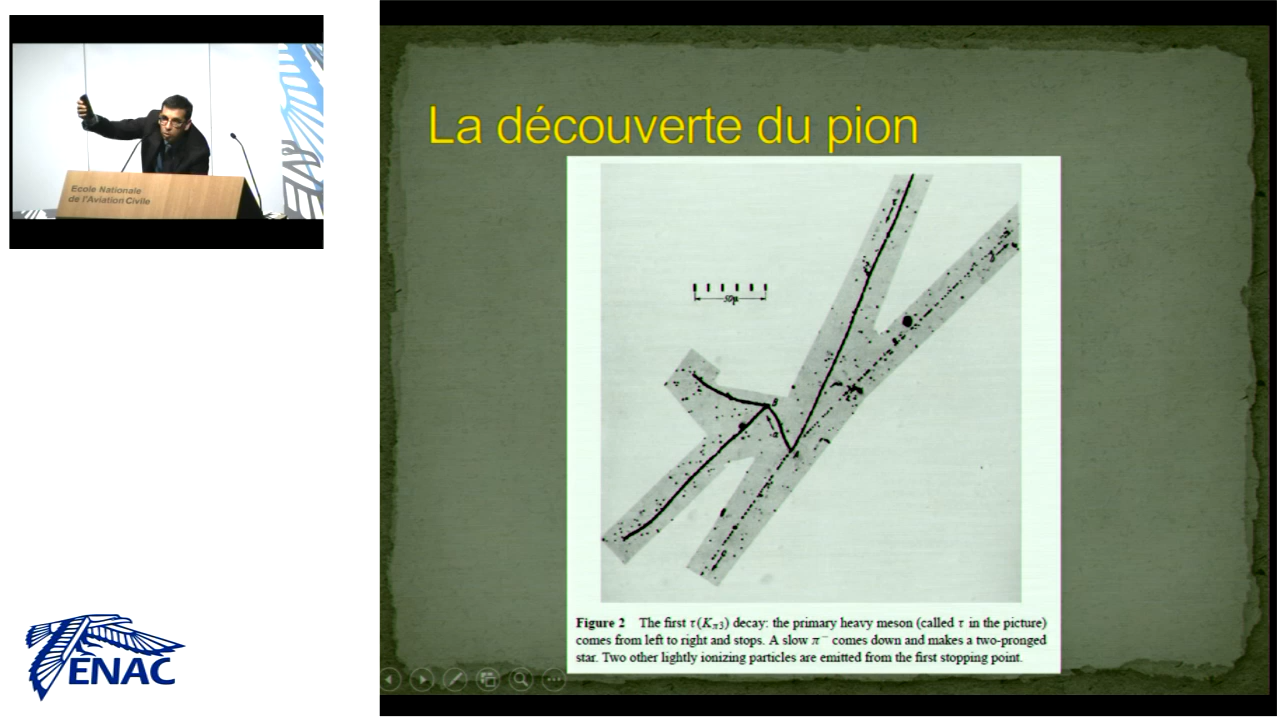 Ecole Nationale
de l'Aviation Civile
La découverte du pion
50μ
Figure 2 The first τ(Kπ3) decay: the primary heavy meson (called τ in the picture)
comes from left to right and stops. A slow π− comes down and makes a two-pronged
star. Two other lightly ionizing particles are emitted from the first stopping point.
ENAC